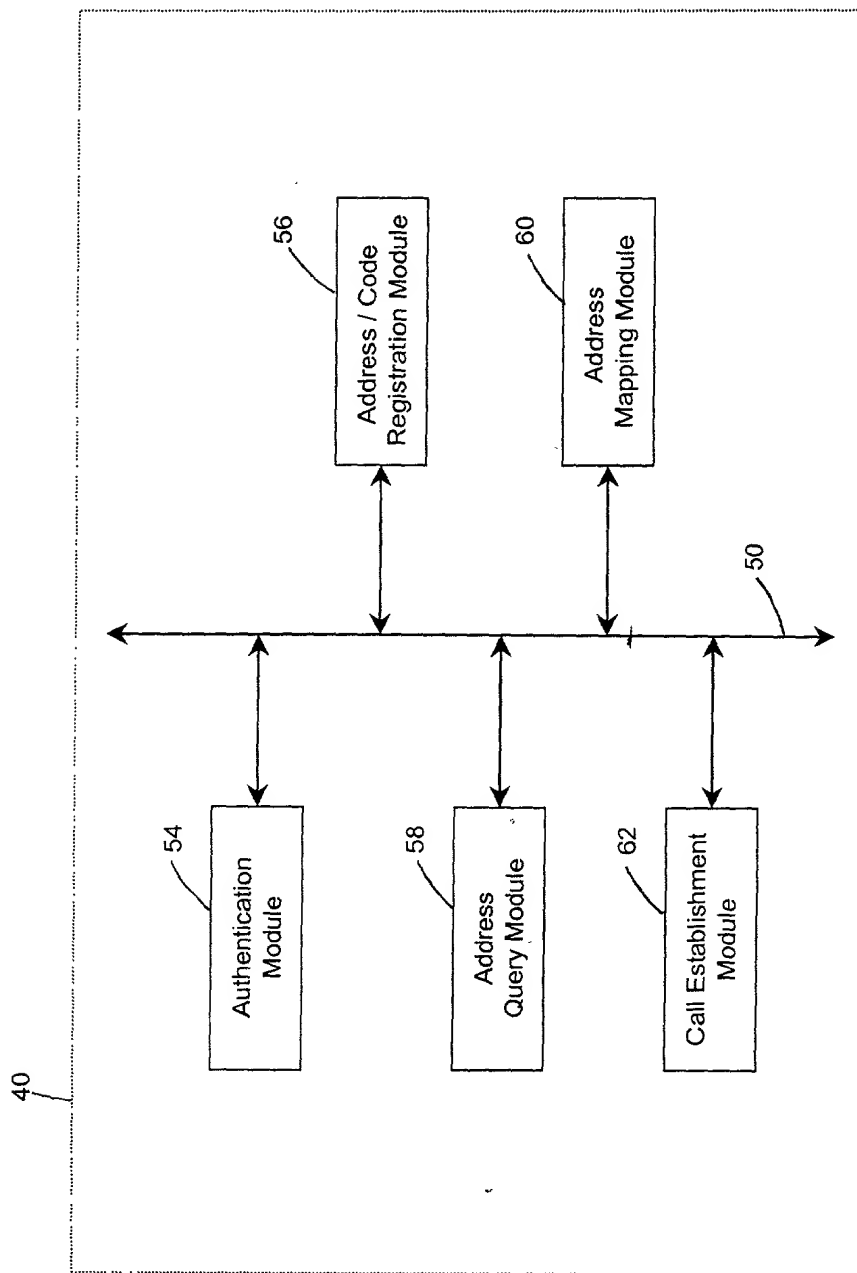 40
54
Authentication
Module
56
Address / Code
Registration Module
58
Address
Query Module
60
Address
Mapping Module
62
Call Establishment
Module
50